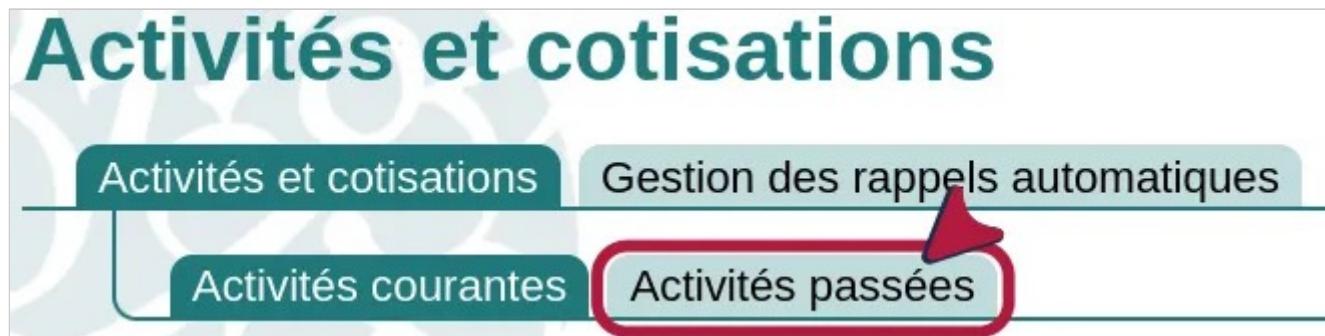 Activités et cotisations
Activités et cotisations Gestion des rappels automatiques
Activités courantes Activités passées